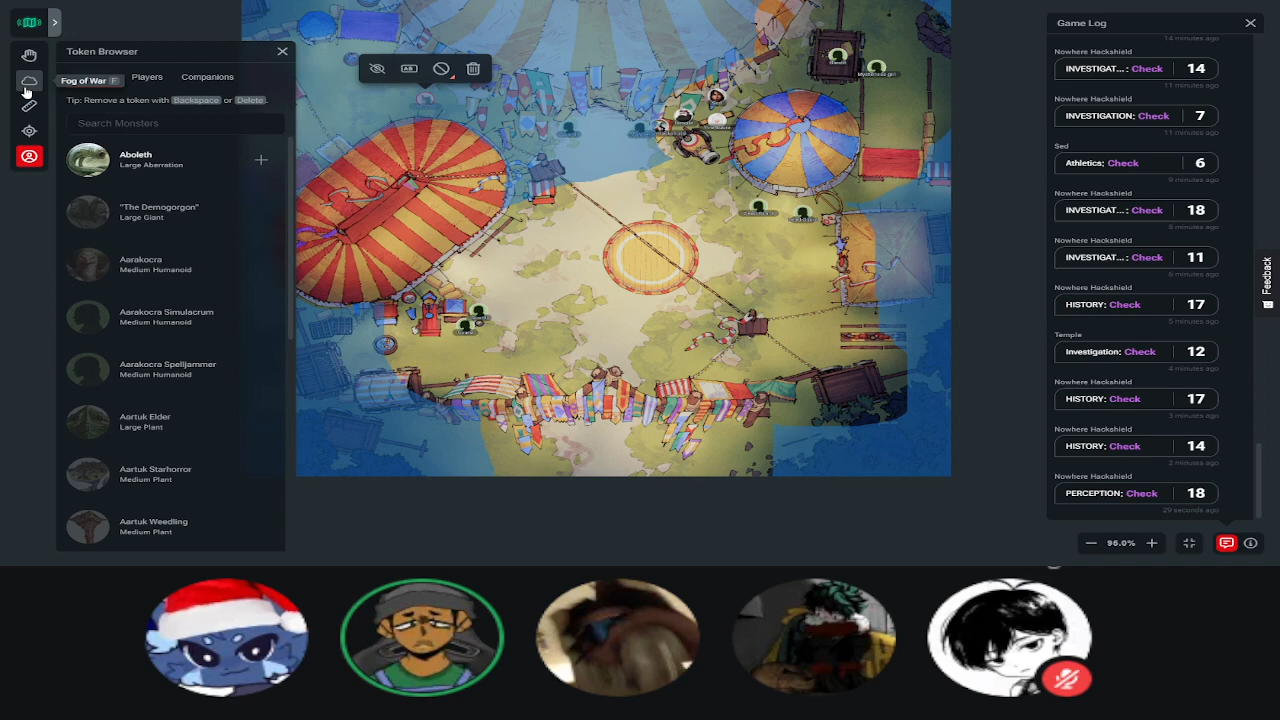 Token Browser
Fog of War F
Players
Companions
Tip: Remove a token with Backspace or Delete.
Search Monsters
Aboleth
Large Aberration
"The Demogorgon"
Large Giant
Aarakocra
Medium Humanoid
Aarakocra Simulacrum
Medium Humanoid
Aarakocra Spelljammer
Medium Humanoid
Aartuk Elder
Large Plant
Aartuk Starhorror
Medium Plant
Aartuk Weedling
Medium Plant
AB
Game Log
14 minutes ago
Nowhere Hackshield
INVESTIGAT...: Check 14
11 minutes ago
Nowhere Hackshield
INVESTIGATION: Check 7
11 minutes ago
Sed
Athletics: Check 6
9 minutes ago
Nowhere Hackshield
INVESTIGAT...: Check 18
8 minutes ago
Nowhere Hackshield
INVESTIGAT...: Check 11
6 minutes ago
Nowhere Hackshield
HISTORY: Check 17
5 minutes ago
Temple
Investigation: Check 12
4 minutes ago
Nowhere Hackshield
HISTORY: Check 17
3 minutes ago
Nowhere Hackshield
HISTORY: Check 14
2 minutes ago
Nowhere Hackshield
PERCEPTION: Check 18
29 seconds ago
96.0%
Feedback